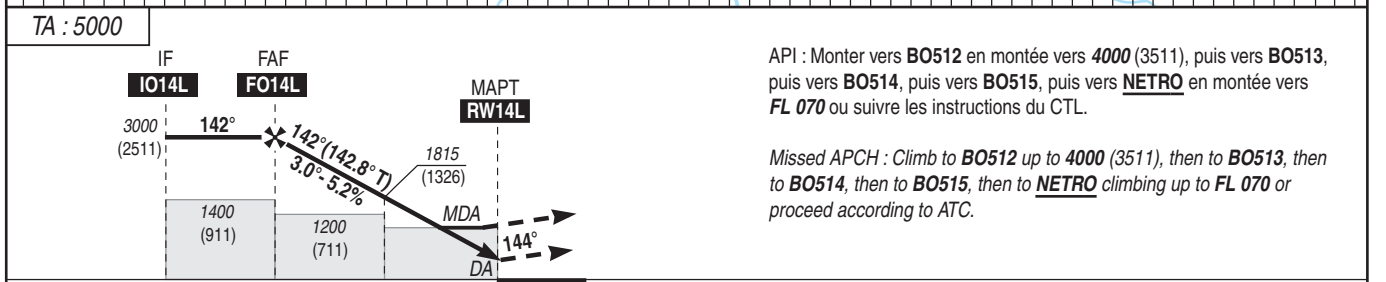 TA : 5000
IF
FAF
IO14L
FO14L
MAPT
RW14L
3000
(2511)
142°
142°(142.8° T)
3.0°- 5.2%
1815
(1326)
1400
(911)
1200
(711)
MDA
144°
DA
API : Monter vers BO512 en montée vers 4000 (3511), puis vers BO513,
puis vers BO514, puis vers BO515, puis vers NETRO en montée vers
FL 070 ou suivre les instructions du CTL.
Missed APCH : Climb to BO512 up to 4000 (3511), then to BO513, then
to BO514, then to BO515, then to NETRO climbing up to FL 070 or
proceed according to ATC.